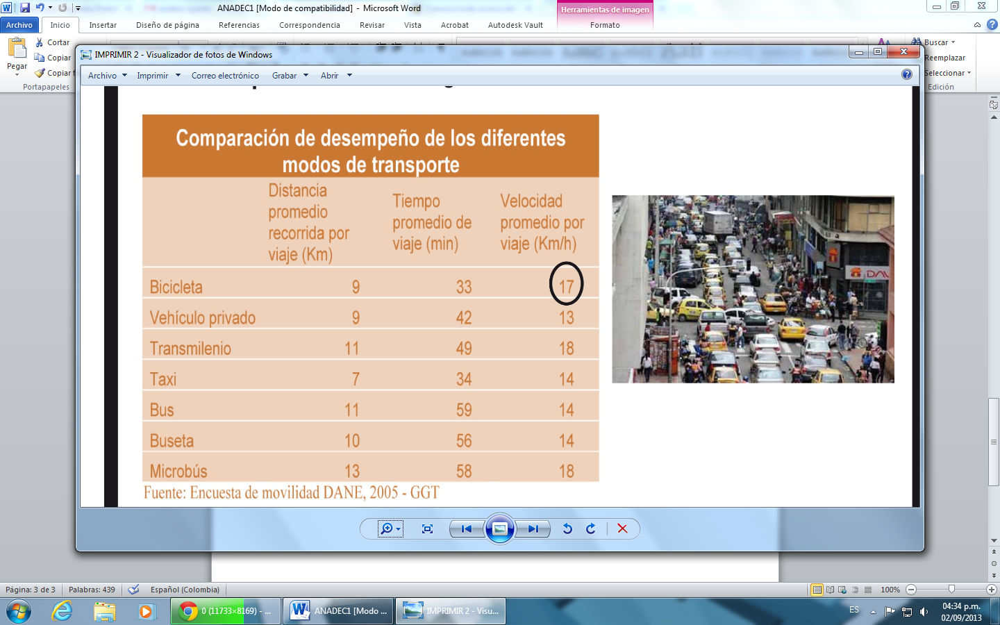 ANADEC1 [Modo de compatibilidad] - Microsoft Word
Herramientas de imagen
Archivo Inicio Insertar Diseño de página Referencias Correspondencia Revisar Vista Acrobat Autodesk Vault Formato
Pegar
Cortar
Copiar
Copiar f
Portapapeles
Buscar
Reemplazar
Seleccionar
Edición
IMPRIMIR 2 - Visualizador de fotos de Windows
Archivo Imprimir Correo electrónico Grabar Abrir
Comparación de desempeño de los diferentes
modos de transporte
Distancia promedio recorrida por viaje (Km) Tiempo promedio de viaje (min) Velocidad promedio por viaje (Km/h)
Bicicleta 9 33 17
Vehículo privado 9 42 13
Transmilenio 11 49 18
Taxi 7 34 14
Bus 11 59 14
Buseta 10 56 14
Microbús 13 58 18
Fuente: Encuesta de movilidad DANE, 2005 - GGT
Página: 3 de 3 Palabras: 439 Español (Colombia) 100%
0 (11733×8169) - ... ANADEC1 [Modo ... IMPRIMIR 2 - Visu... ES 04:34 p.m.
02/09/2013